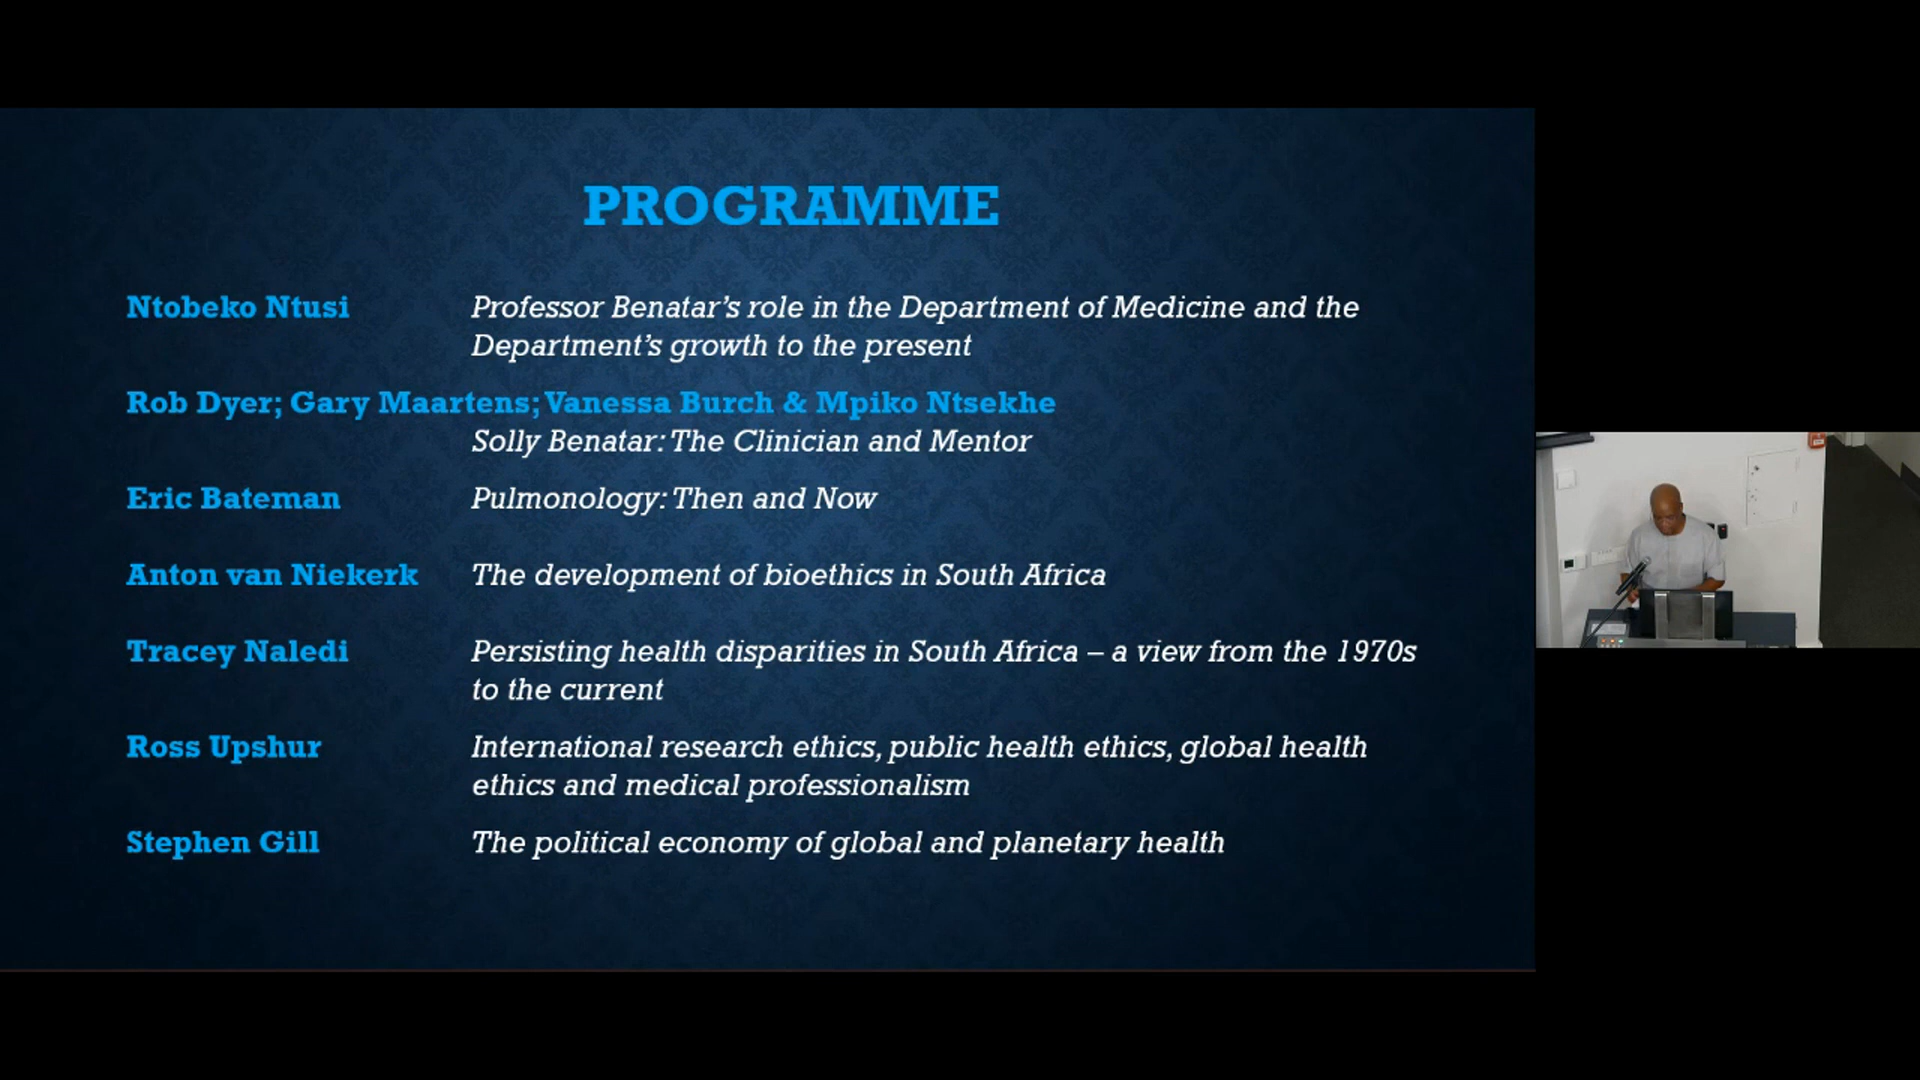 PROGRAMME
Ntobeko Ntusi Professor Benatar's role in the Department of Medicine and the
Department's growth to the present
Rob Dyer; Gary Maartens; Vanessa Burch & Mpiko Ntsekhe
Solly Benatar: The Clinician and Mentor
Eric Bateman Pulmonology: Then and Now
Anton van Niekerk The development of bioethics in South Africa
Tracey Naledi Persisting health disparities in South Africa – a view from the 1970s
to the current
Ross Upshur International research ethics, public health ethics, global health
ethics and medical professionalism
Stephen Gill The political economy of global and planetary health